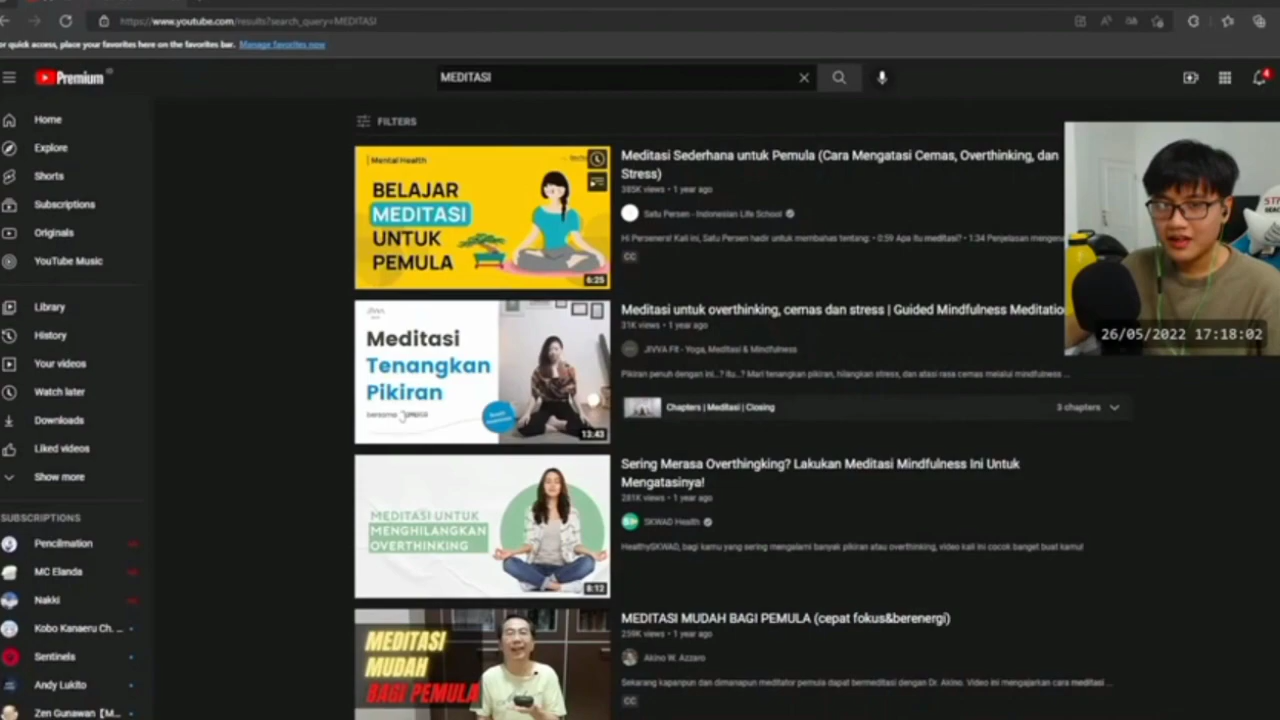 https://www.youtube.com/results?search_query=MEDITASI
or quick access, place your favorites here on the favorites bar. Manage favorites now
Premium
MEDITASI
4
Home
Explore
Shorts
Subscriptions
Originals
YouTube Music
Library
History
Your videos
Watch later
Downloads
Liked videos
Show more
SUBSCRIPTIONS
Pencilmation
MC Elanda
Nakki
Kobo Kanaeru Ch. ...
Sentinels
Andy Lukito
Zen Gunawan【M...
FILTERS
Mental Health
BELAJAR
MEDITASI
UNTUK
PEMULA
6:25
Meditasi Sederhana untuk Pemula (Cara Mengatasi Cemas, Overthinking, dan
Stress)
385K views • 1 year ago
Satu Persen - Indonesian Life School
Hi Perseners! Kali ini, Satu Persen hadir untuk membahas tentang: • 0:59 Apa itu meditasi? • 1:34 Penjelasan mengena
CC
26/05/2022 17:18:02
JIVVA
Meditasi
Tenangkan
Pikiran
bersama
13:43
Meditasi untuk overthinking, cemas dan stress | Guided Mindfulness Meditatio
31K views • 1 year ago
JIVVA Fit - Yoga, Meditasi & Mindfulness
Pikiran penuh dengan ini..? Itu..? Mari tenangkan pikiran, hilangkan stress, dan atasi rasa cemas melalui mindfulness ...
Chapters | Meditasi | Closing
3 chapters
MEDITASI UNTUK
MENGHILANGKAN
OVERTHINKING
8:12
Sering Merasa Overthingking? Lakukan Meditasi Mindfulness Ini Untuk
Mengatasinya!
281K views • 1 year ago
SKWAD Health
HealthySKWAD, bagi kamu yang sering mengalami banyak pikiran atau overthinking, video kali ini cocok banget buat kamu!
MEDITASI
MUDAH
BAGI PEMULA
MEDITASI MUDAH BAGI PEMULA (cepat fokus&berenergi)
259K views • 1 year ago
Akino W. Azzaro
Sekarang kapanpun dan dimanapun meditator pemula dapat bermeditasi dengan Dr. Akino. Video ini mengajarkan cara meditasi ...
CC